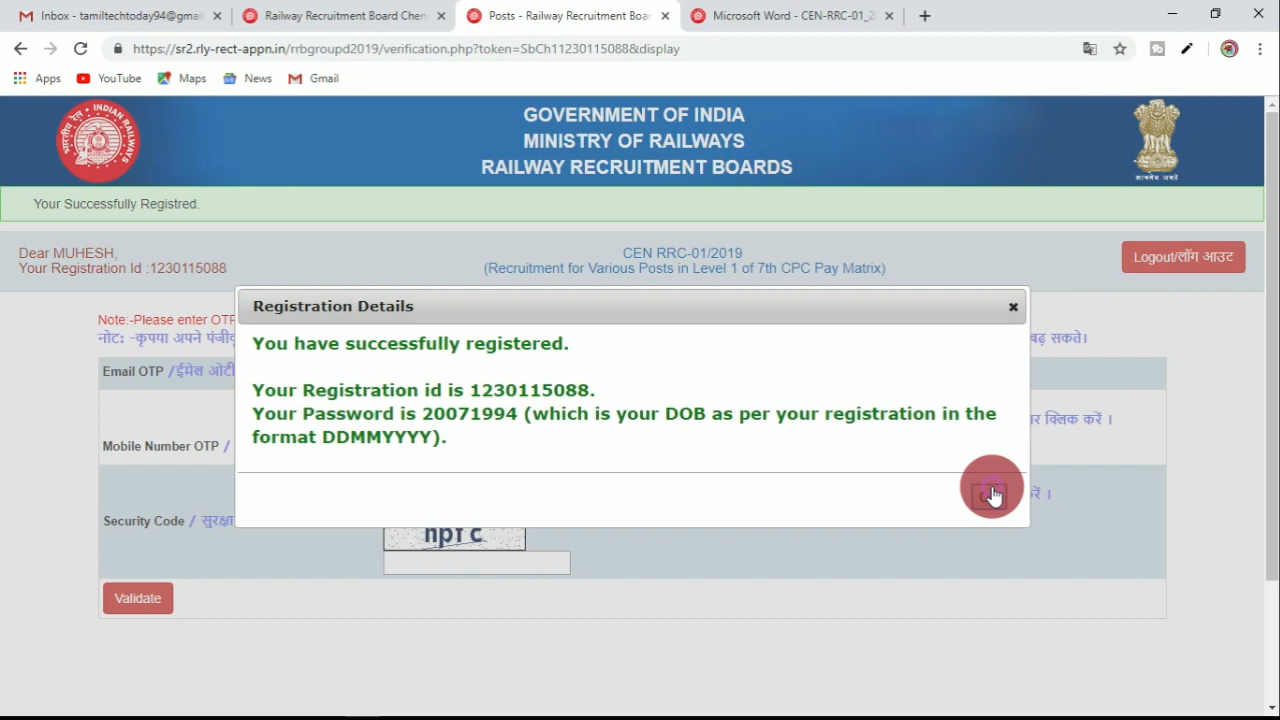 Inbox - tamiltechtoday94@gmai
Railway Recruitment Board Chen
Posts - Railway Recruitment Boar
Microsoft Word - CEN-RRC-01_2
https://sr2.rly-rect-appn.in/rrbgroupd2019/verification.php?token=SbCh11230115088&display
Apps
YouTube
Maps
News
Gmail
GOVERNMENT OF INDIA
MINISTRY OF RAILWAYS
RAILWAY RECRUITMENT BOARDS
Your Successfully Registred.
Dear MUHESH,
Your Registration Id :1230115088
CEN RRC-01/2019
(Recruitment for Various Posts in Level 1 of 7th CPC Pay Matrix)
Logout/लॉग आउट
Registration Details
You have successfully registered.
Your Registration id is 1230115088.
Your Password is 20071994 (which is your DOB as per your registration in the
format DDMMYYYY).
Note:-Please enter OTP
नोट: -कृपया अपने
बढ़ सकते।
Email OTP /ईमेल ओटी
र क्लिक करें ।
Mobile Number OTP /
करें ।
Security Code / सुरक्षा
npfc
Validate